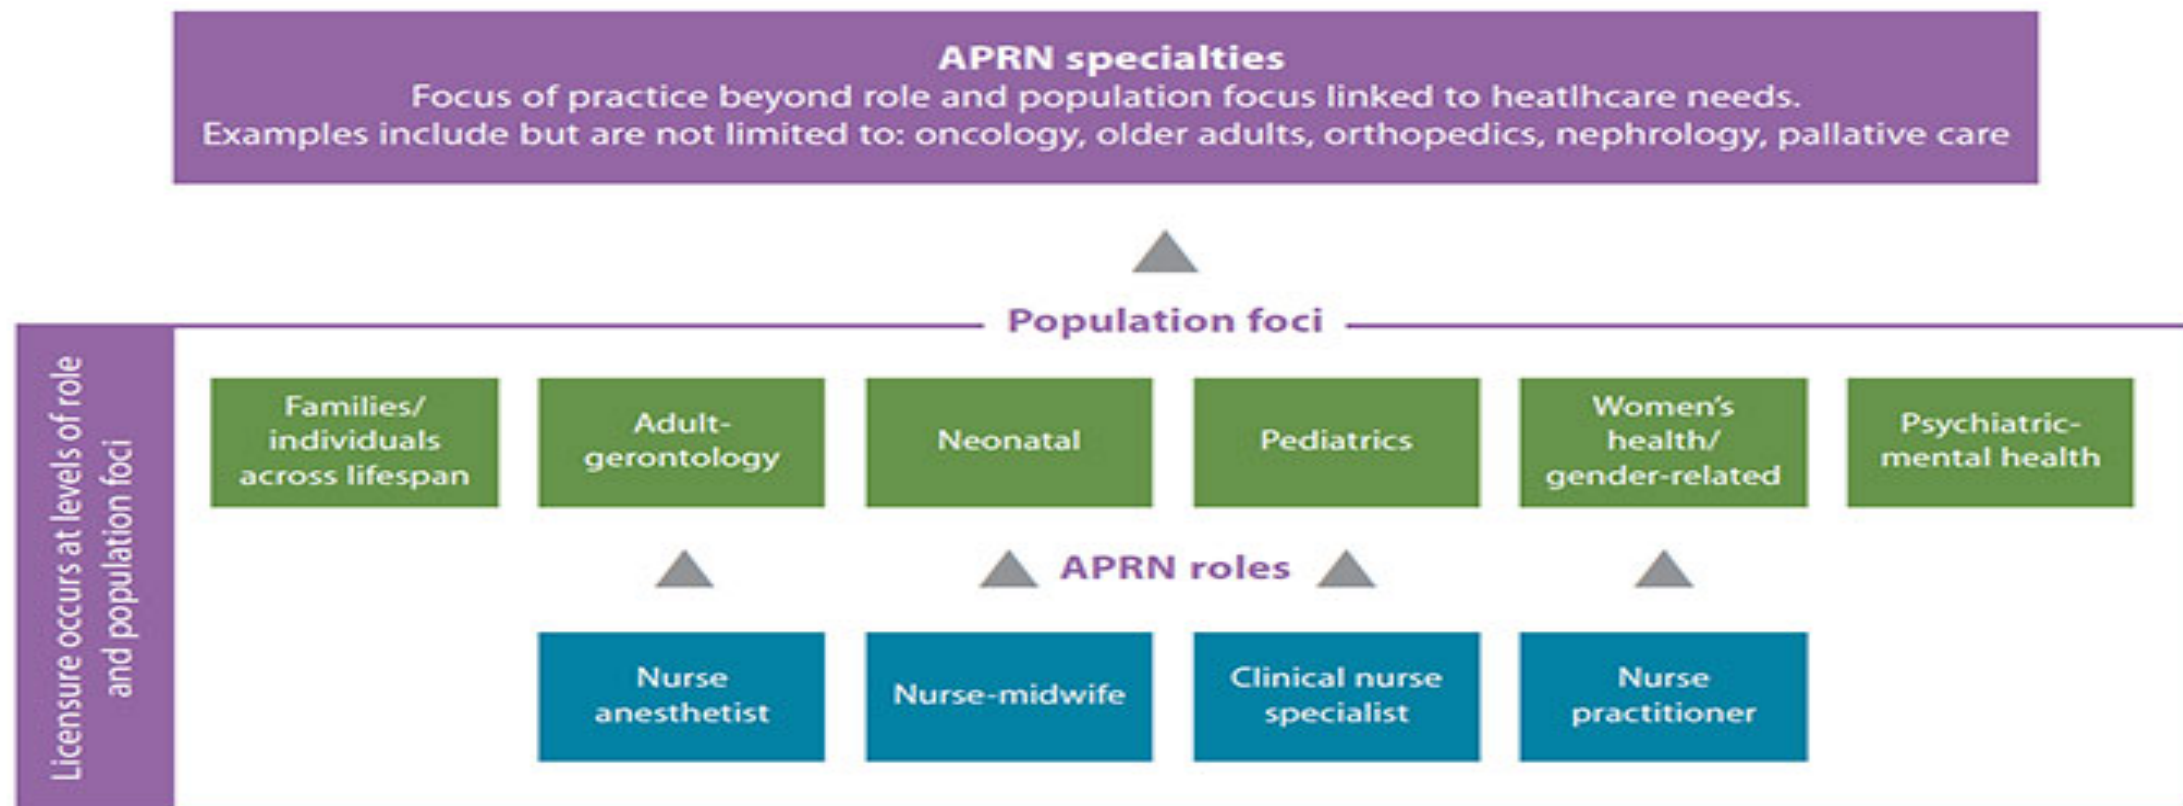 APRN specialties
Focus of practice beyond role and population focus linked to heatlhcare needs.
Examples include but are not limited to: oncology, older adults, orthopedics, nephrology, pallative care
Population foci
Licensure occurs at levels of role
and population foci
Families/
individuals
across lifespan
Adult-
gerontology
Neonatal
Pediatrics
Women’s
health/
gender-related
Psychiatric-
mental health
APRN roles
Nurse
anesthetist
Nurse-midwife
Clinical nurse
specialist
Nurse
practitioner